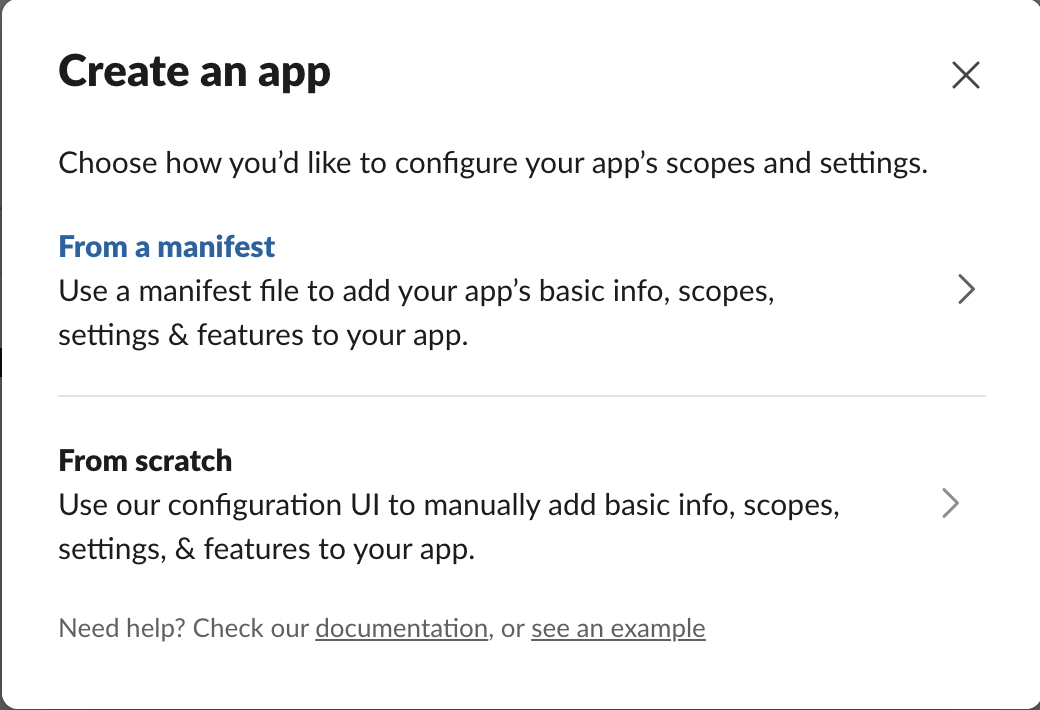 Create an app
Choose how you’d like to configure your app’s scopes and settings.
From a manifest
Use a manifest file to add your app’s basic info, scopes,
settings & features to your app.
From scratch
Use our configuration UI to manually add basic info, scopes,
settings, & features to your app.
Need help? Check our documentation, or see an example